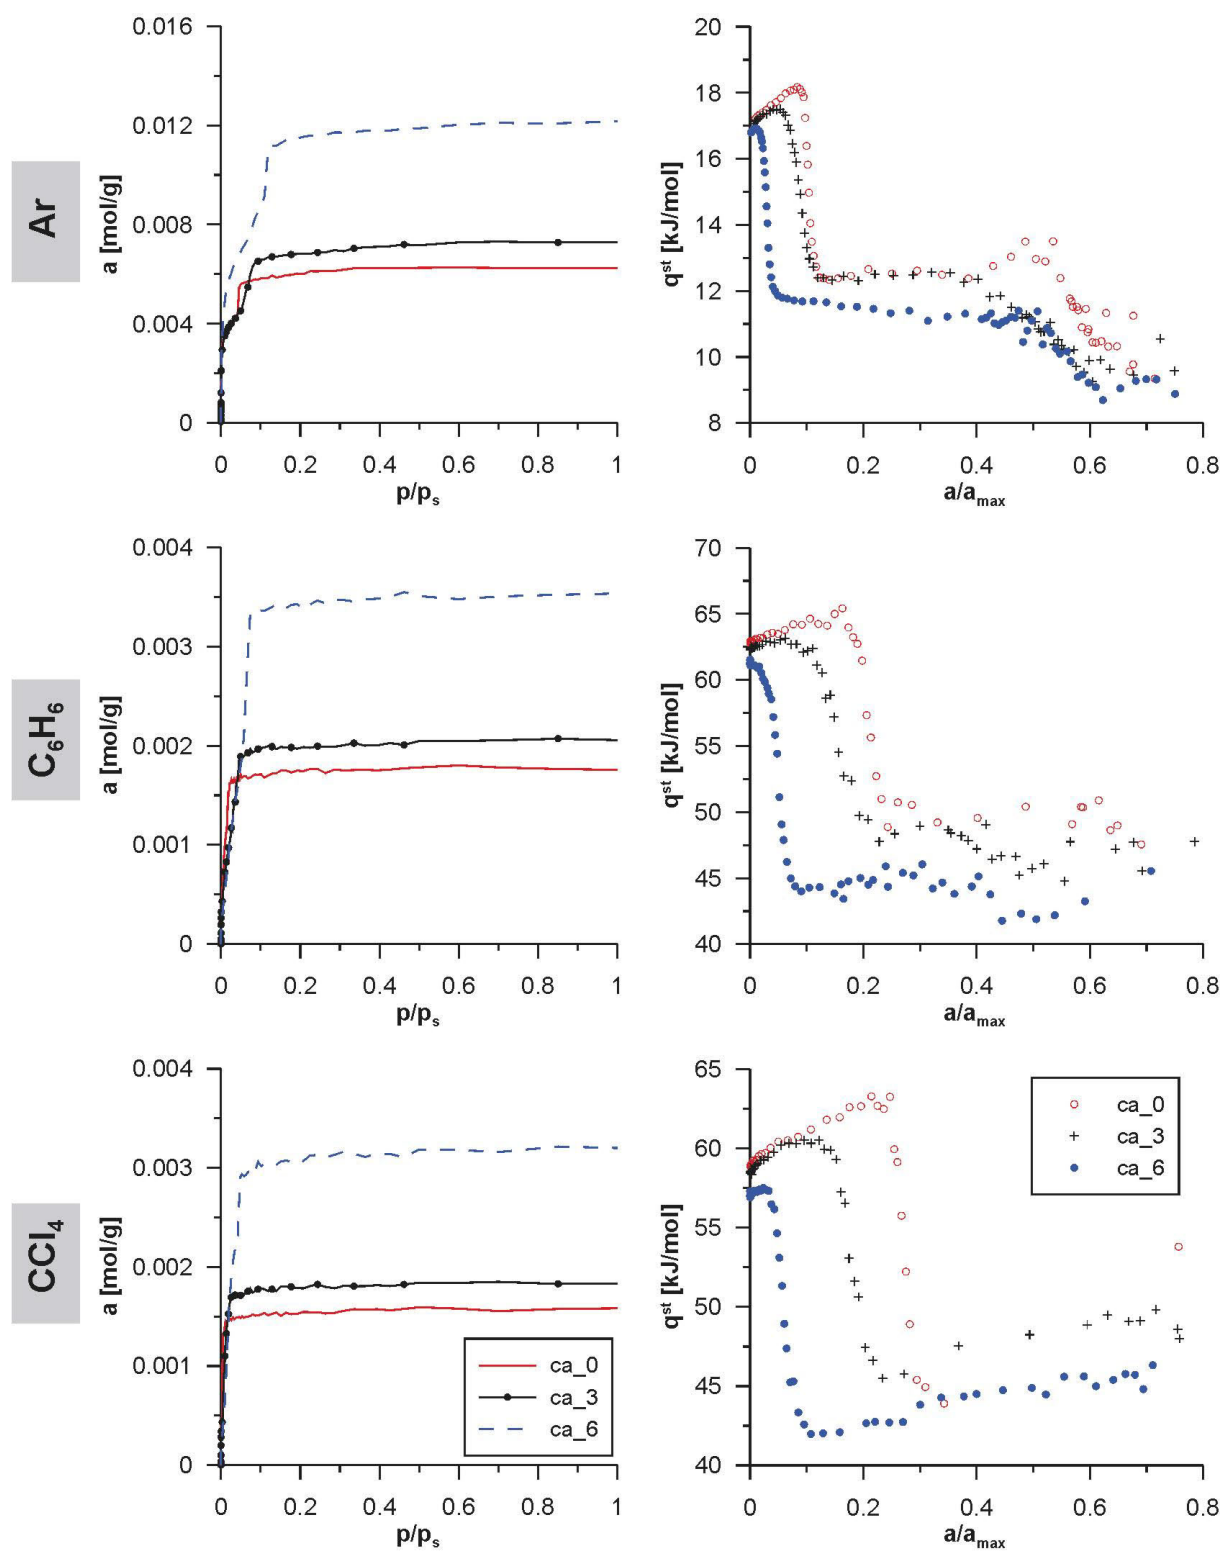 Ar
a [mol/g]
0.016
0.012
0.008
0.004
0
0 0.2 0.4 0.6 0.8 1
p/pₛ
qˢᵗ [kJ/mol]
20
18
16
14
12
10
8
0 0.2 0.4 0.6 0.8
a/aₘₐₓ
C₆H₆
a [mol/g]
0.004
0.003
0.002
0.001
0
0 0.2 0.4 0.6 0.8 1
p/pₛ
qˢᵗ [kJ/mol]
70
65
60
55
50
45
40
0 0.2 0.4 0.6 0.8
a/aₘₐₓ
CCl₄
a [mol/g]
0.004
0.003
0.002
0.001
0
ca_0
ca_3
ca_6
0 0.2 0.4 0.6 0.8 1
p/pₛ
qˢᵗ [kJ/mol]
65
60
55
50
45
40
ca_0
ca_3
ca_6
0 0.2 0.4 0.6 0.8
a/aₘₐₓ